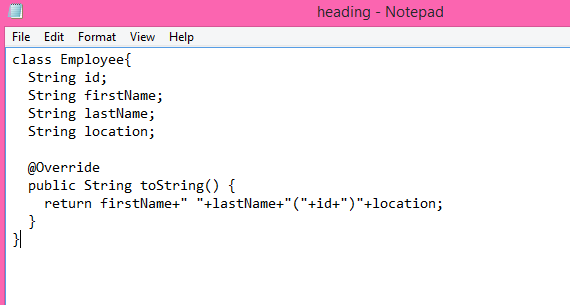 heading - Notepad
File Edit Format View Help
class Employee{
  String id;
  String firstName;
  String lastName;
  String location;

  @Override
  public String toString() {
    return firstName+" "+lastName+"("+id+")"+location;
  }
}